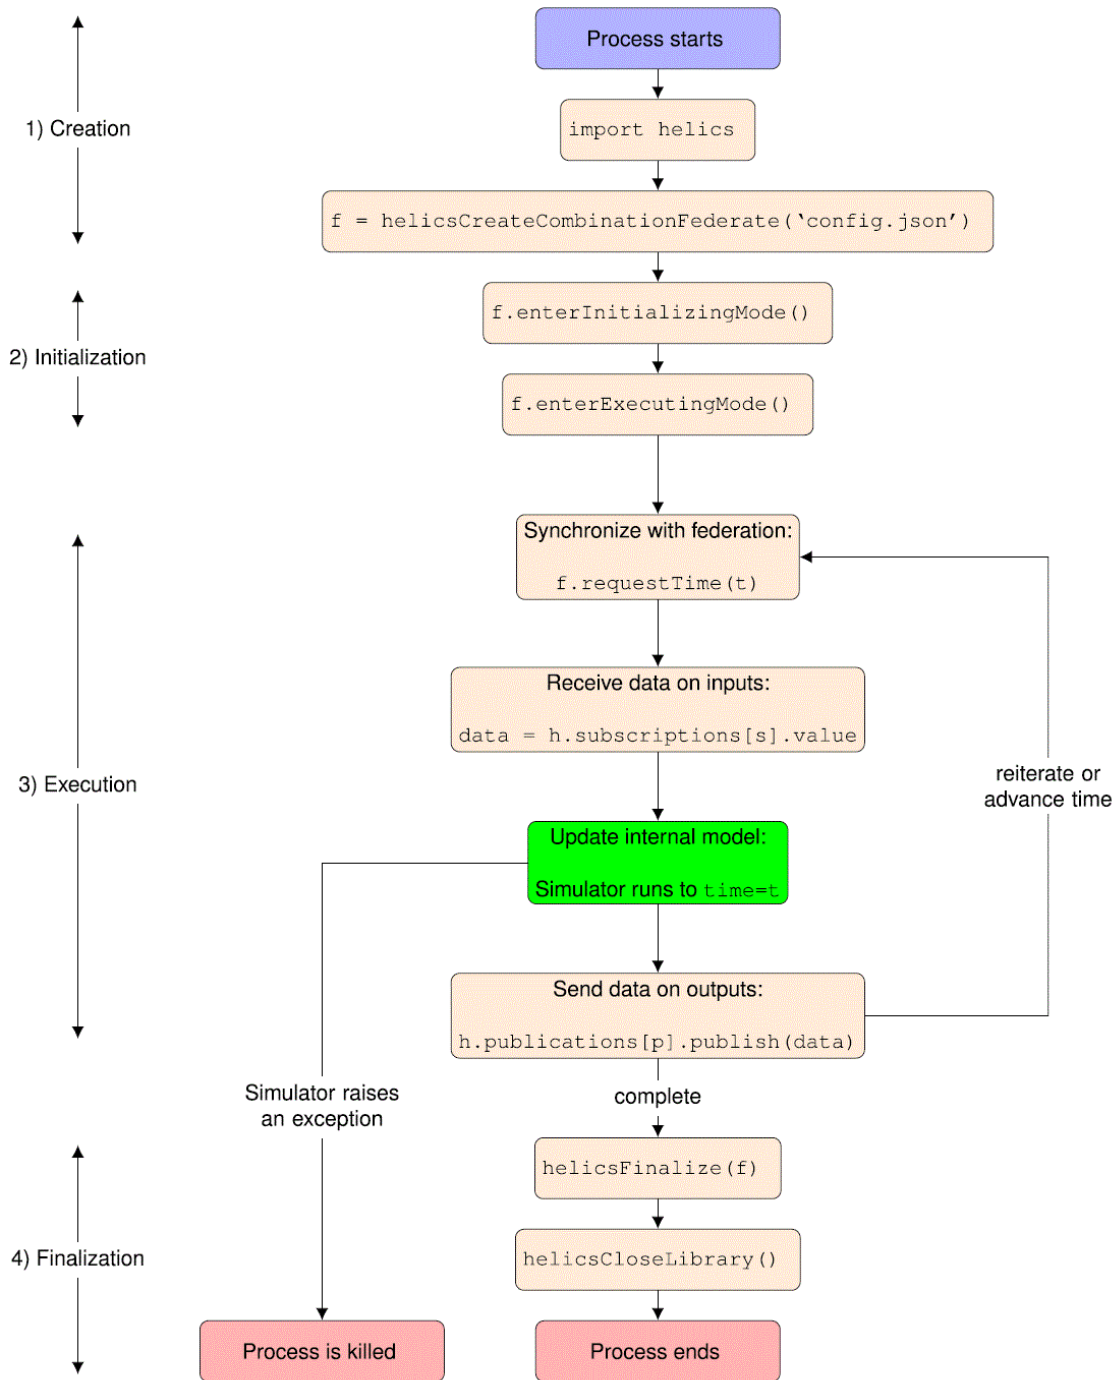 Process starts
1) Creation
import helics
f = helicsCreateCombinationFederate(‘config.json’)
f.enterInitializingMode()
2) Initialization
f.enterExecutingMode()
Synchronize with federation:
f.requestTime(t)
Receive data on inputs:
data = h.subscriptions[s].value
3) Execution
reiterate or
advance time
Update internal model:
Simulator runs to time=t
Send data on outputs:
h.publications[p].publish(data)
Simulator raises
an exception
complete
helicsFinalize(f)
4) Finalization
helicsCloseLibrary()
Process is killed
Process ends